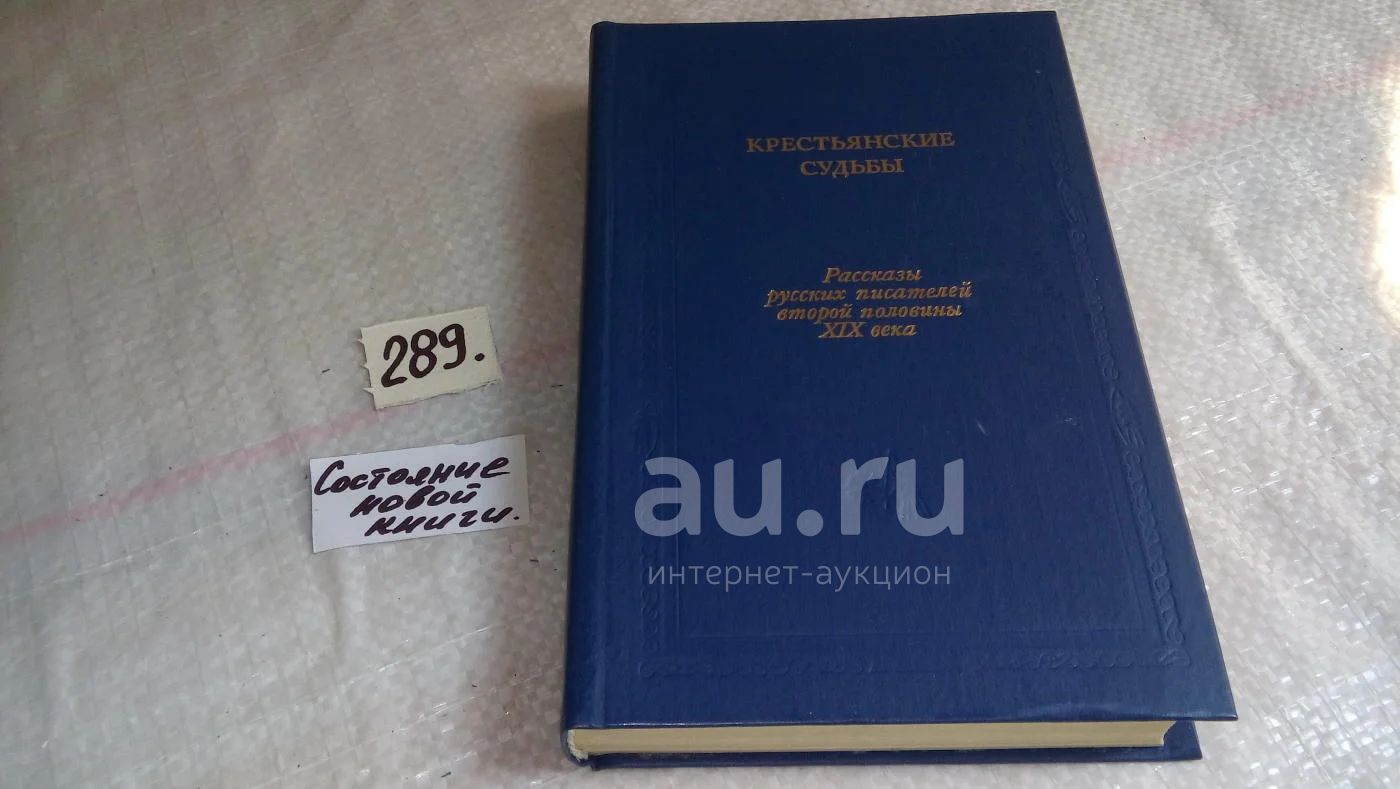 КРЕСТЬЯНСКИЕ
СУДЬБЫ
Рассказы
русских писателей
второй половины
XIX века
289.
Состояние
новой
книги.
au.ru
интернет-аукцион